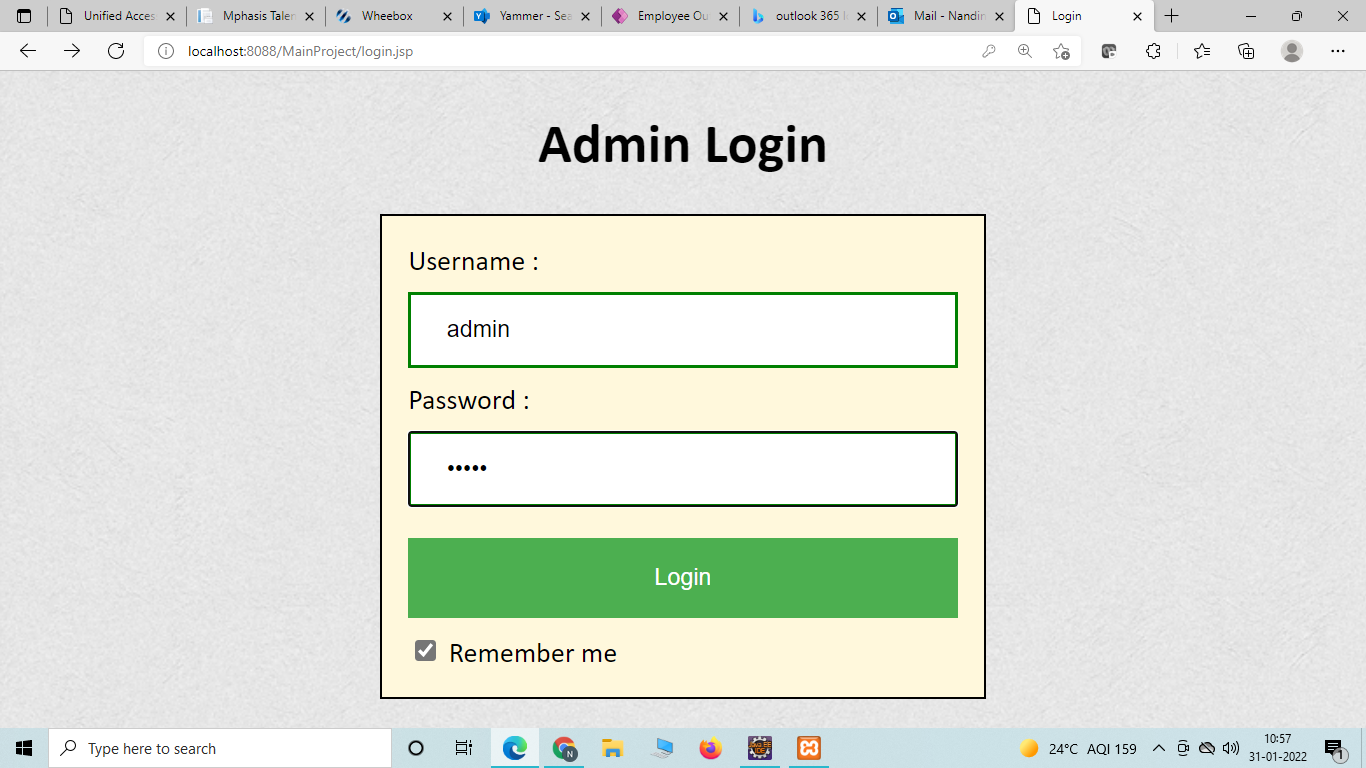 Unified Acces
Mphasis Talen
Wheebox
Yammer - Sea
Employee Ou
outlook 365 l
Mail - Nandin
Login
localhost:8088/MainProject/login.jsp
Admin Login
Username :
admin
Password :
•••••
Login
Remember me
Type here to search
24°C AQI 159
10:57
31-01-2022
1